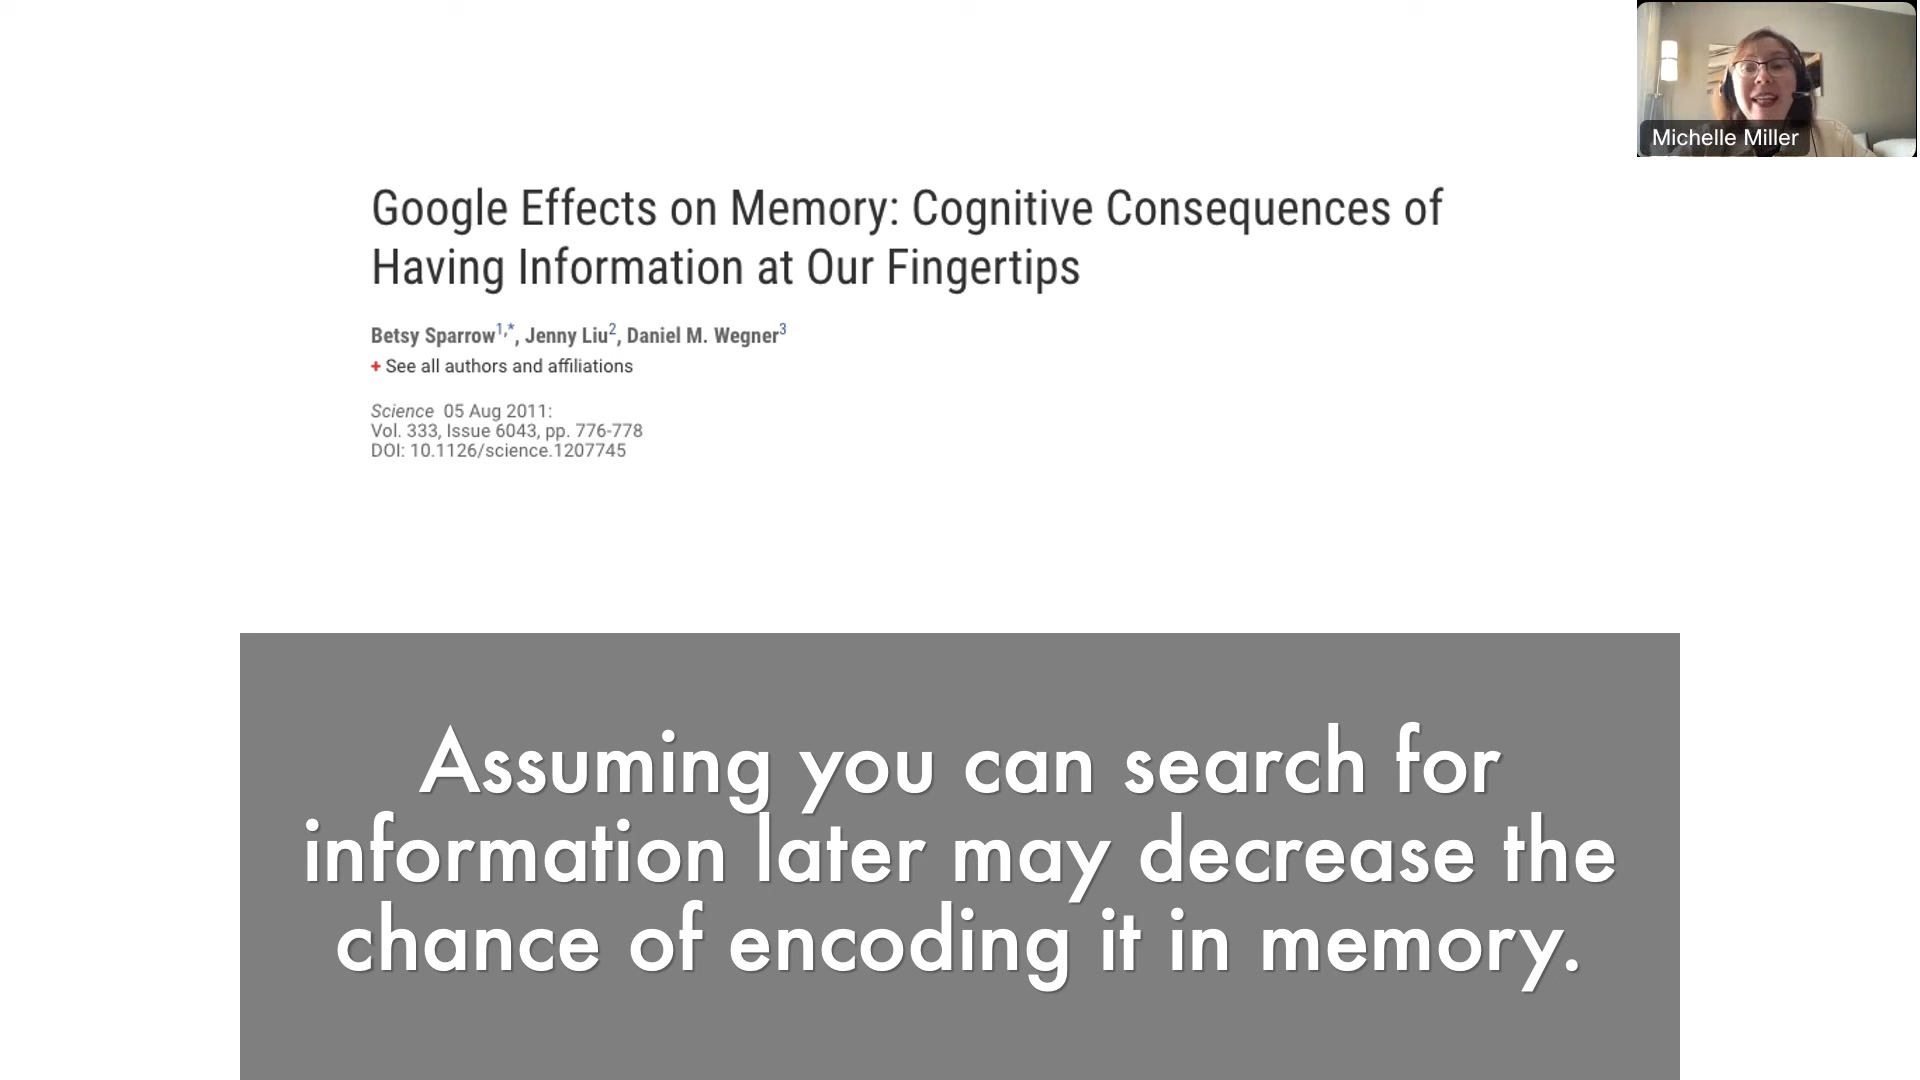 Michelle Miller
Google Effects on Memory: Cognitive Consequences of
Having Information at Our Fingertips
Betsy Sparrow1,*, Jenny Liu2, Daniel M. Wegner3
+ See all authors and affiliations
Science 05 Aug 2011:
Vol. 333, Issue 6043, pp. 776-778
DOI: 10.1126/science.1207745
Assuming you can search for
information later may decrease the
chance of encoding it in memory.